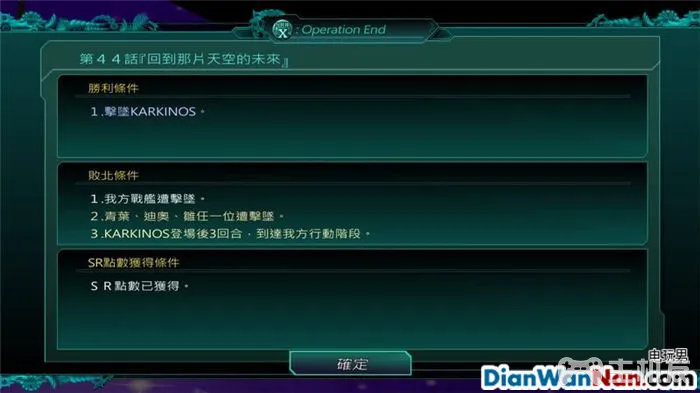 X : Operation End
第４４話『回到那片天空的未來』
勝利條件
１.擊墜KARKINOS。
敗北條件
１.我方戰艦遭擊墜。
２.青葉、迪奧、雛任一位遭擊墜。
３.KARKINOS登場後3回合，到達我方行動階段。
SR點數獲得條件
ＳＲ點數已獲得。
確定
电玩男
DianWanNan.com